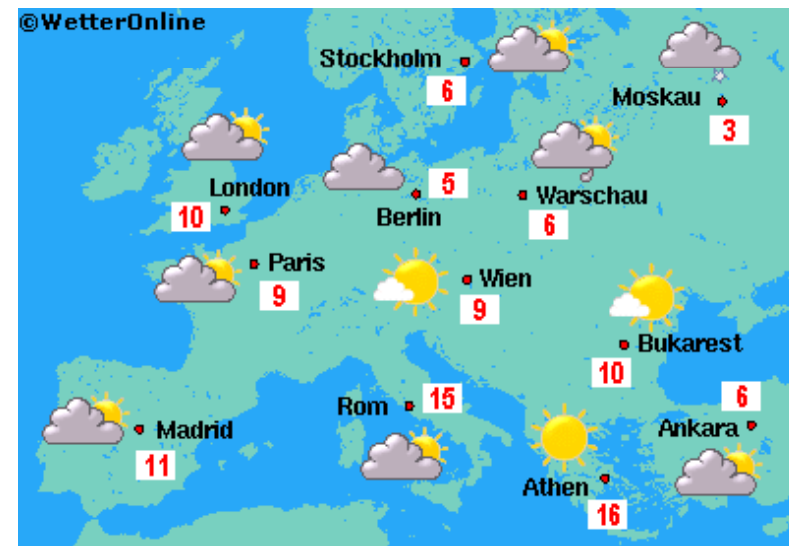 ©WetterOnline
Stockholm
6
Moskau
3
London
10
5
Berlin
Warschau
6
Paris
9
Wien
9
Bukarest
10
Rom 15
6
Ankara
Madrid
11
Athen
16